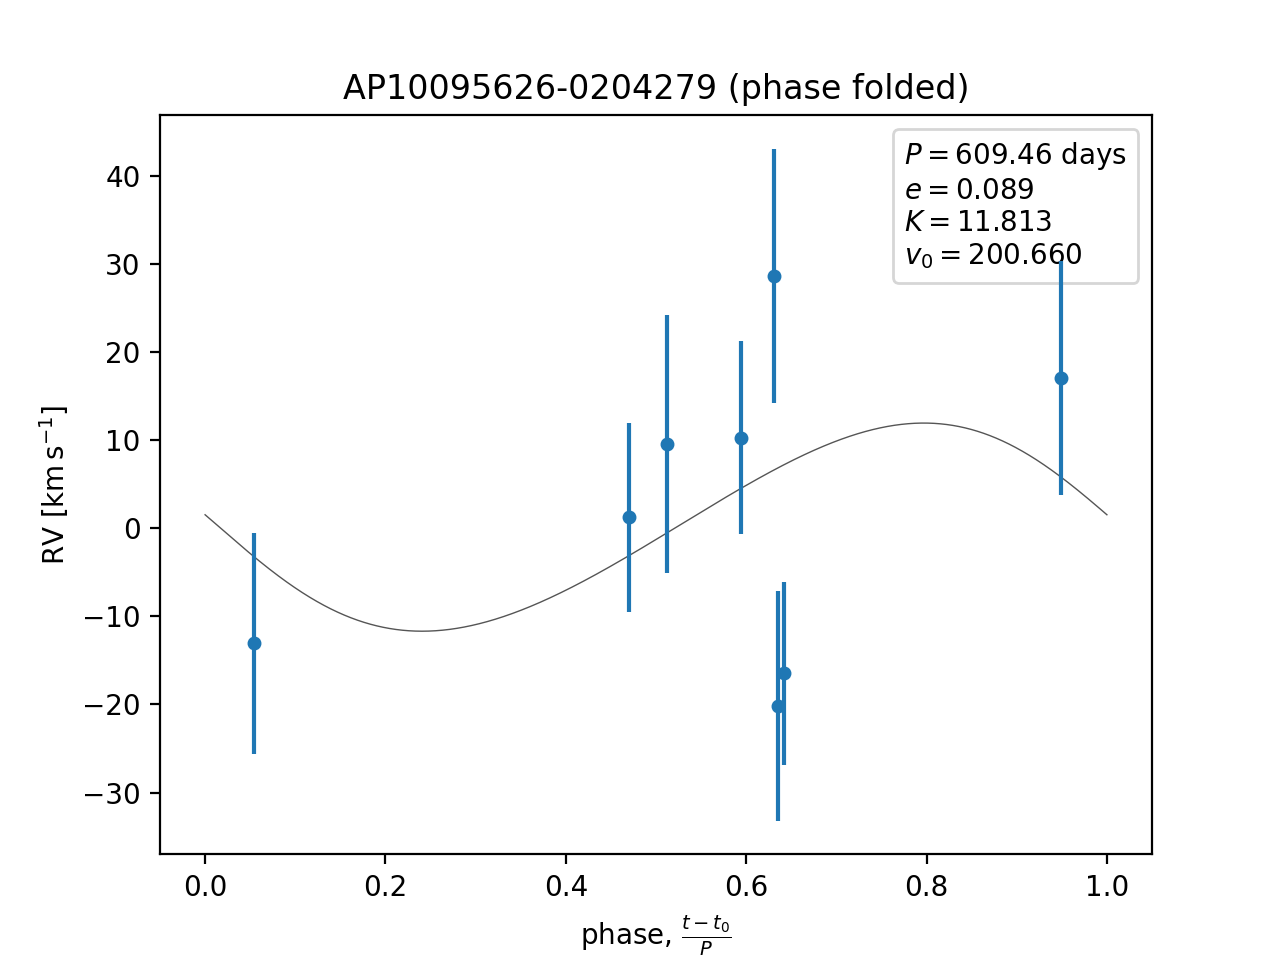 AP10095626-0204279 (phase folded)
P = 609.46 days
e = 0.089
K = 11.813
v₀ = 200.660
RV [km s⁻¹]
40
30
20
10
0
−10
−20
−30
0.0 0.2 0.4 0.6 0.8 1.0
phase, (t − t₀)/P